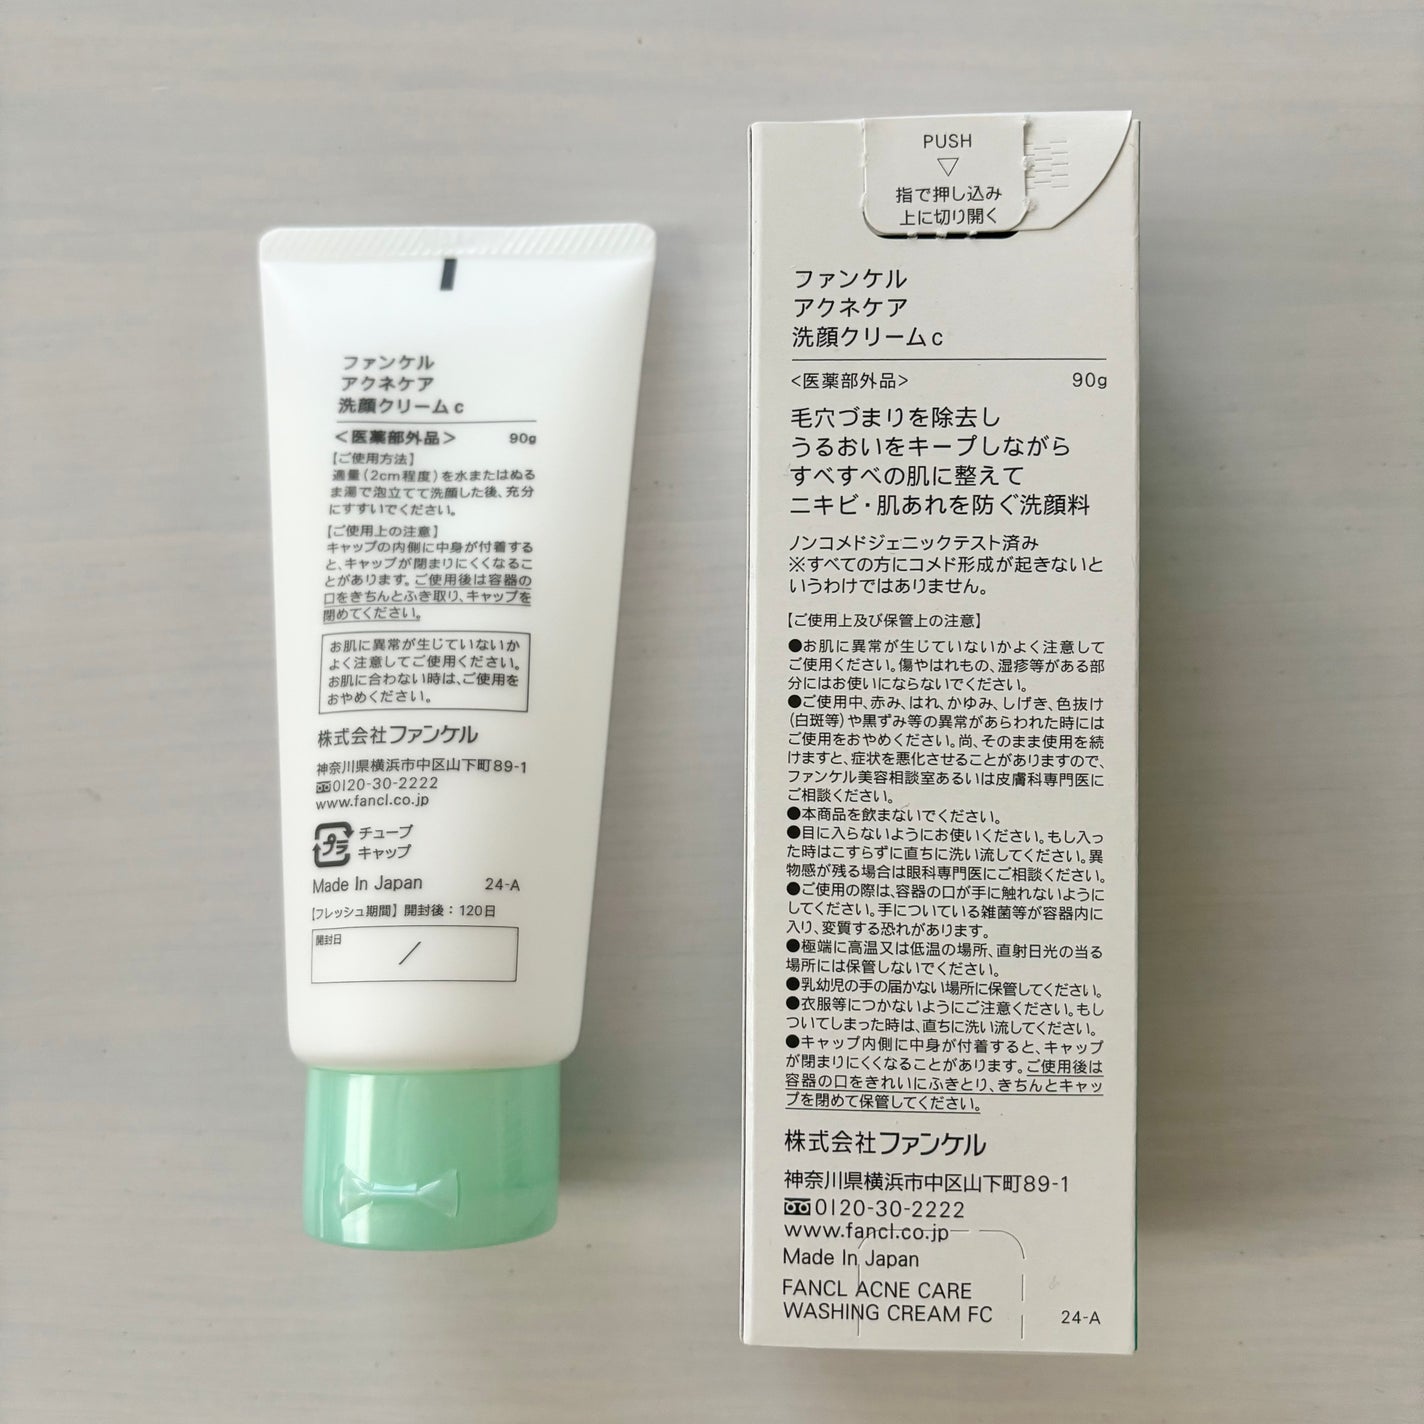 ファンケル
アクネケア
洗顔クリームc
<医薬部外品> 90g
【ご使用方法】
適量(2cm程度)を水またはぬる
ま湯で泡立てて洗顔した後、充分
にすすいでください。
【ご使用上の注意】
キャップの内側に中身が付着する
と、キャップが閉まりにくくなるこ
とがあります。ご使用後は容器の
口をきちんとふき取り、キャップを
閉めてください。
お肌に異常が生じていないか
よく注意してご使用ください。
お肌に合わない時は、ご使用を
おやめください。
株式会社ファンケル
神奈川県横浜市中区山下町89-1
0120-30-2222
www.fancl.co.jp
プラ
チューブ
キャップ
Made In Japan 24-A
【フレッシュ期間】開封後：120日
開封日 /
PUSH
▽
指で押し込み
上に切り開く
ファンケル
アクネケア
洗顔クリームc
<医薬部外品> 90g
毛穴づまりを除去し
うるおいをキープしながら
すべすべの肌に整えて
ニキビ・肌あれを防ぐ洗顔料
ノンコメドジェニックテスト済み
※すべての方にコメド形成が起きないと
いうわけではありません。
【ご使用上及び保管上の注意】
●お肌に異常が生じていないかよく注意して
ご使用ください。傷やはれもの、湿疹等がある部
分にはお使いにならないでください。
●ご使用中、赤み、はれ、かゆみ、しげき、色抜け
(白斑等)や黒ずみ等の異常があらわれた時には
ご使用をおやめください。尚、そのまま使用を続
けますと、症状を悪化させることがありますので、
ファンケル美容相談室あるいは皮膚科専門医に
ご相談ください。
●本商品を飲まないでください。
●目に入らないようにお使いください。もし入っ
た時はこすらずに直ちに洗い流してください。異
物感が残る場合は眼科専門医にご相談ください。
●ご使用の際は、容器の口が手に触れないように
してください。手についている雑菌等が容器内に
入り、変質する恐れがあります。
●極端に高温又は低温の場所、直射日光の当る
場所には保管しないでください。
●乳幼児の手の届かない場所に保管してください。
●衣服等につかないようにご注意ください。もし
ついてしまった時は、直ちに洗い流してください。
●キャップ内側に中身が付着すると、キャップ
が閉まりにくくなることがあります。ご使用後は
容器の口をきれいにふきとり、きちんとキャッ
プを閉めて保管してください。
株式会社ファンケル
神奈川県横浜市中区山下町89-1
0120-30-2222
www.fancl.co.jp
Made In Japan
FANCL ACNE CARE
WASHING CREAM FC 24-A